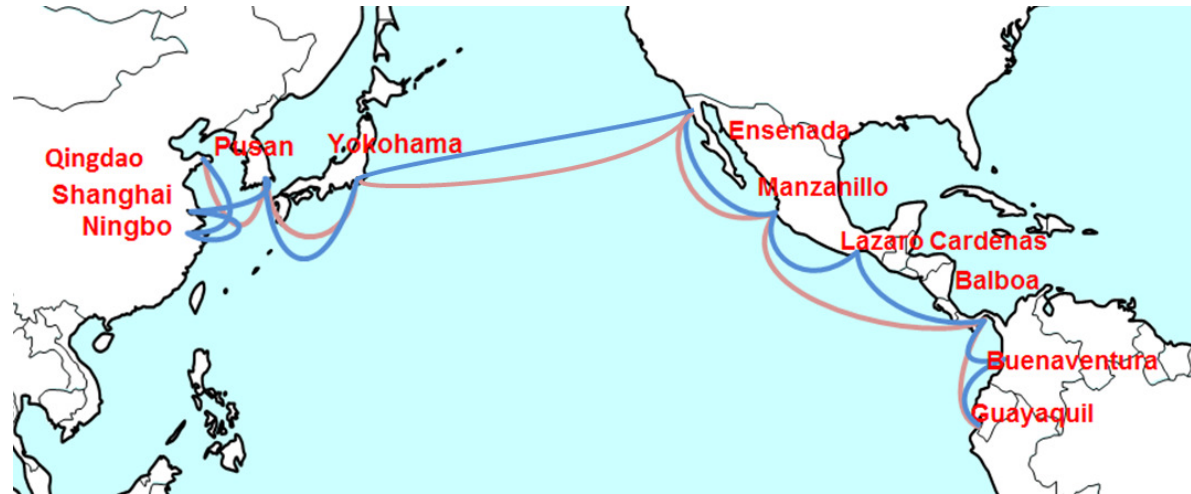 Qingdao
Pusan
Yokohama
Shanghai
Ningbo
Ensenada
Manzanillo
Lazaro Cardenas
Balboa
Buenaventura
Guayaquil